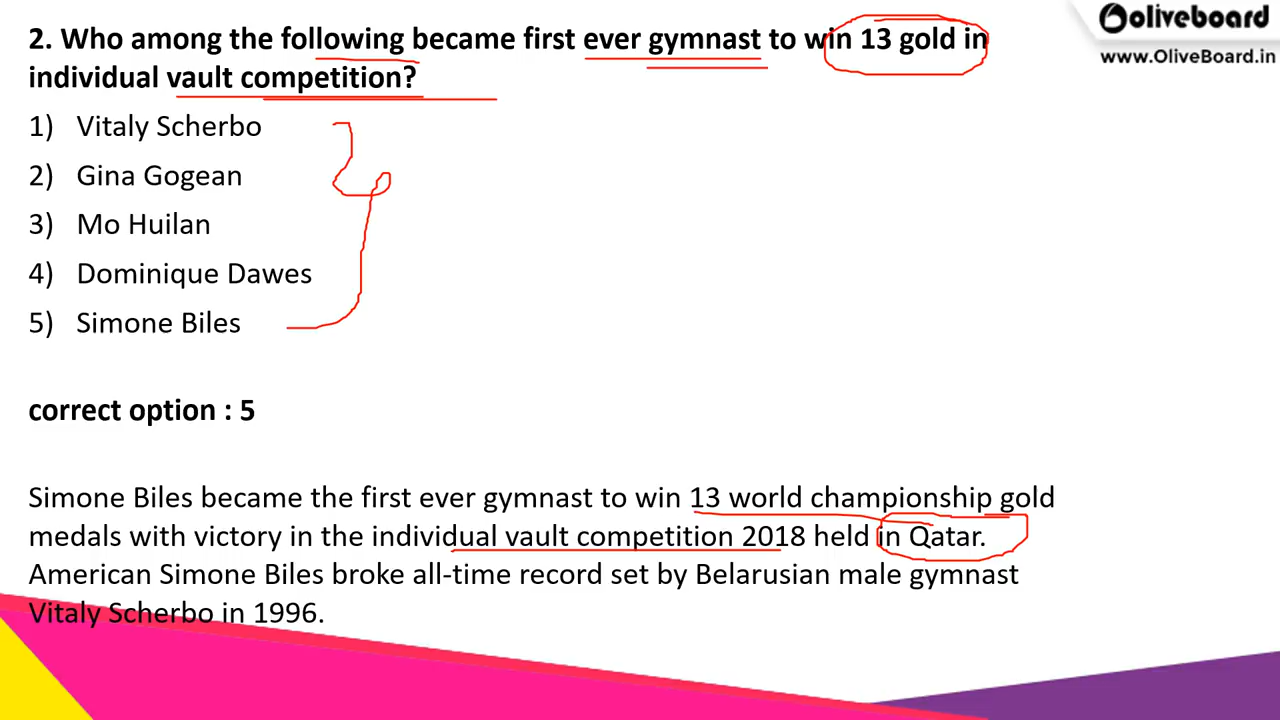 oliveboard
www.OliveBoard.in
2. Who among the following became first ever gymnast to win 13 gold in
individual vault competition?
1) Vitaly Scherbo
2) Gina Gogean
3) Mo Huilan
4) Dominique Dawes
5) Simone Biles
correct option : 5
Simone Biles became the first ever gymnast to win 13 world championship gold
medals with victory in the individual vault competition 2018 held in Qatar.
American Simone Biles broke all-time record set by Belarusian male gymnast
Vitaly Scherbo in 1996.